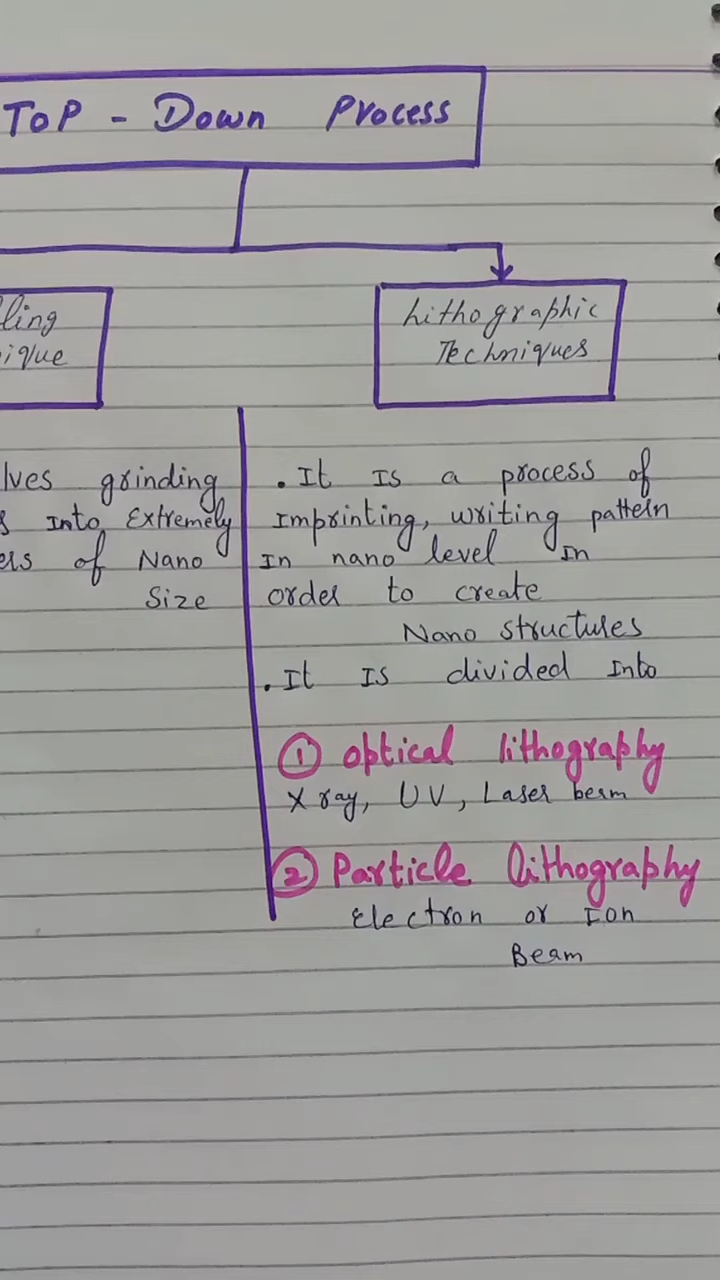 Top - Down Process
lling
ique
Lithographic
Techniques
lves grinding
s Into Extremely
ers of Nano
Size
. It Is a process of
Imprinting, writing pattern
In nano level In
order to create
Nano structures
. It Is divided Into
① optical lithography
X ray, UV, Laser beam
② Particle lithography
Electron or Ion
Beam